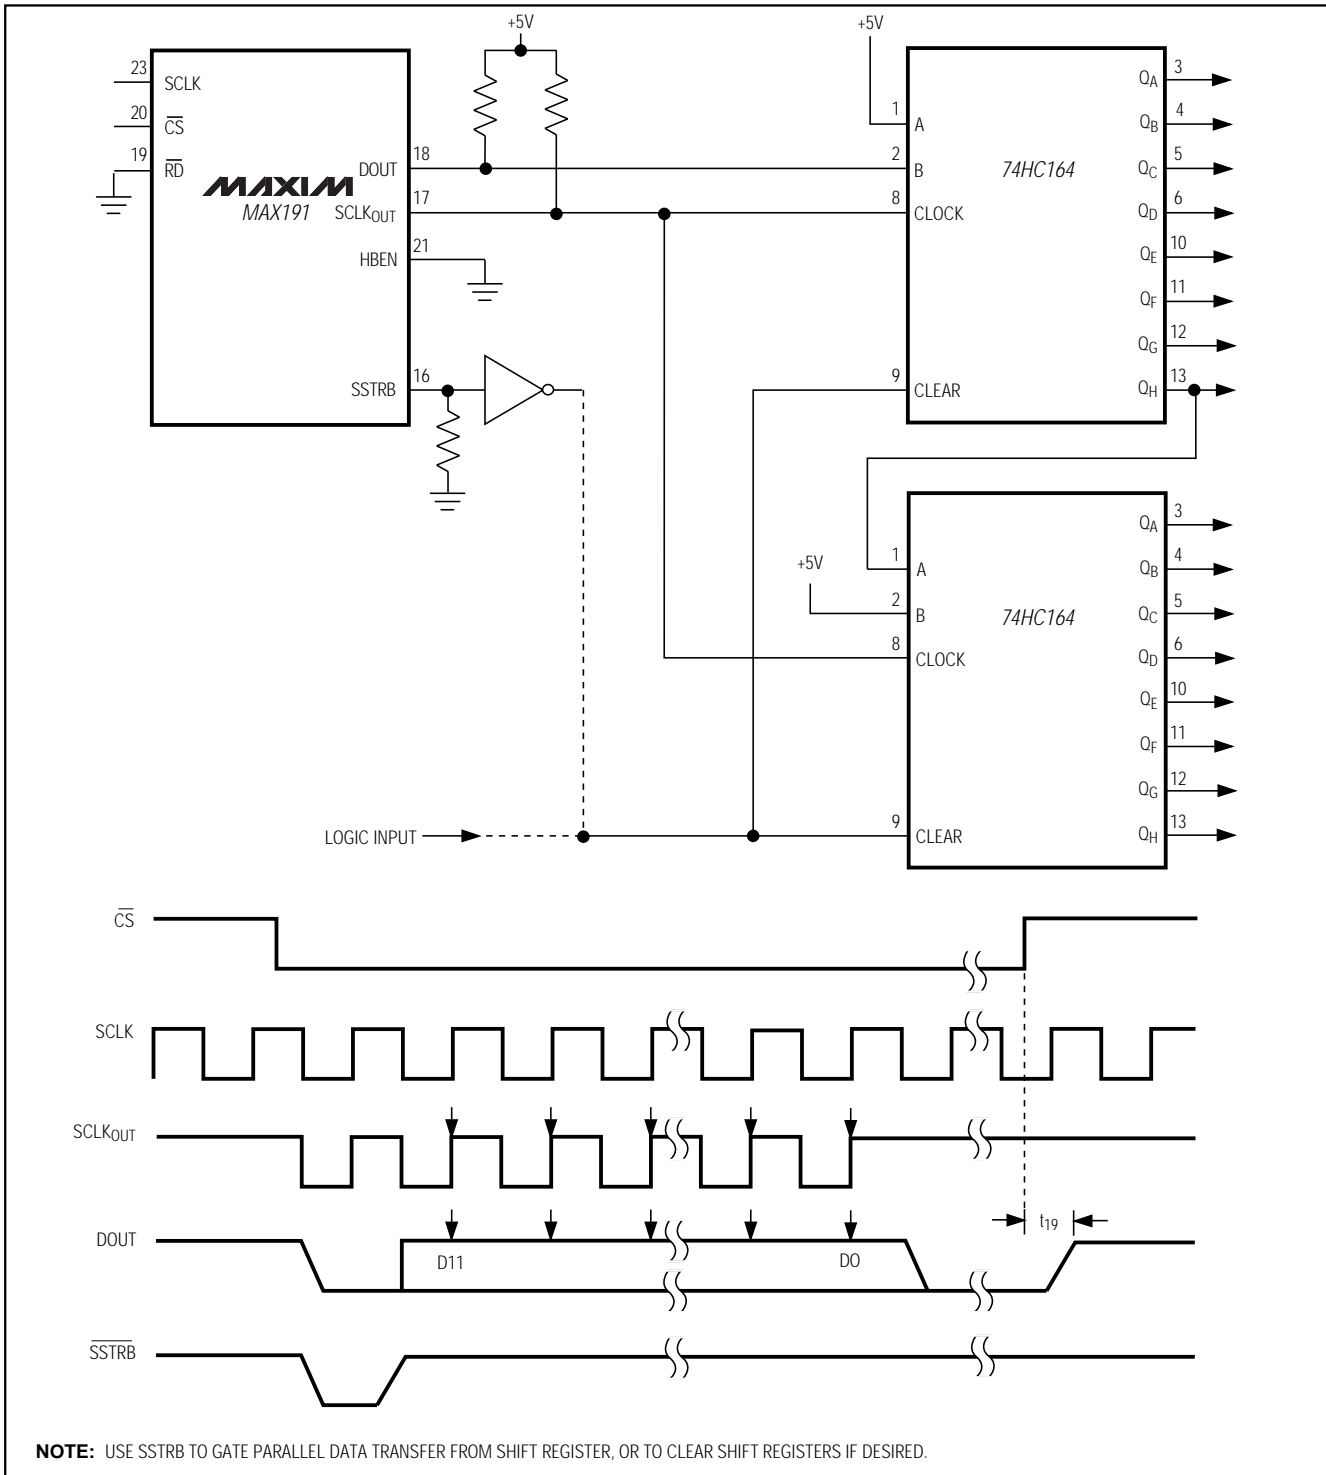 +5V
+5V
23
SCLK
20
CS
19
RD
MAXIM
MAX191
DOUT
18
SCLKOUT
17
HBEN
21
SSTRB
16
1
A
2
B
8
CLOCK
9
CLEAR
74HC164
QA
3
QB
4
QC
5
QD
6
QE
10
QF
11
QG
12
QH
13
+5V
1
A
2
B
8
CLOCK
9
CLEAR
74HC164
QA
3
QB
4
QC
5
QD
6
QE
10
QF
11
QG
12
QH
13
LOGIC INPUT
CS
SCLK
SCLKOUT
DOUT
D11
D0
t19
SSTRB
NOTE: USE SSTRB TO GATE PARALLEL DATA TRANSFER FROM SHIFT REGISTER, OR TO CLEAR SHIFT REGISTERS IF DESIRED.